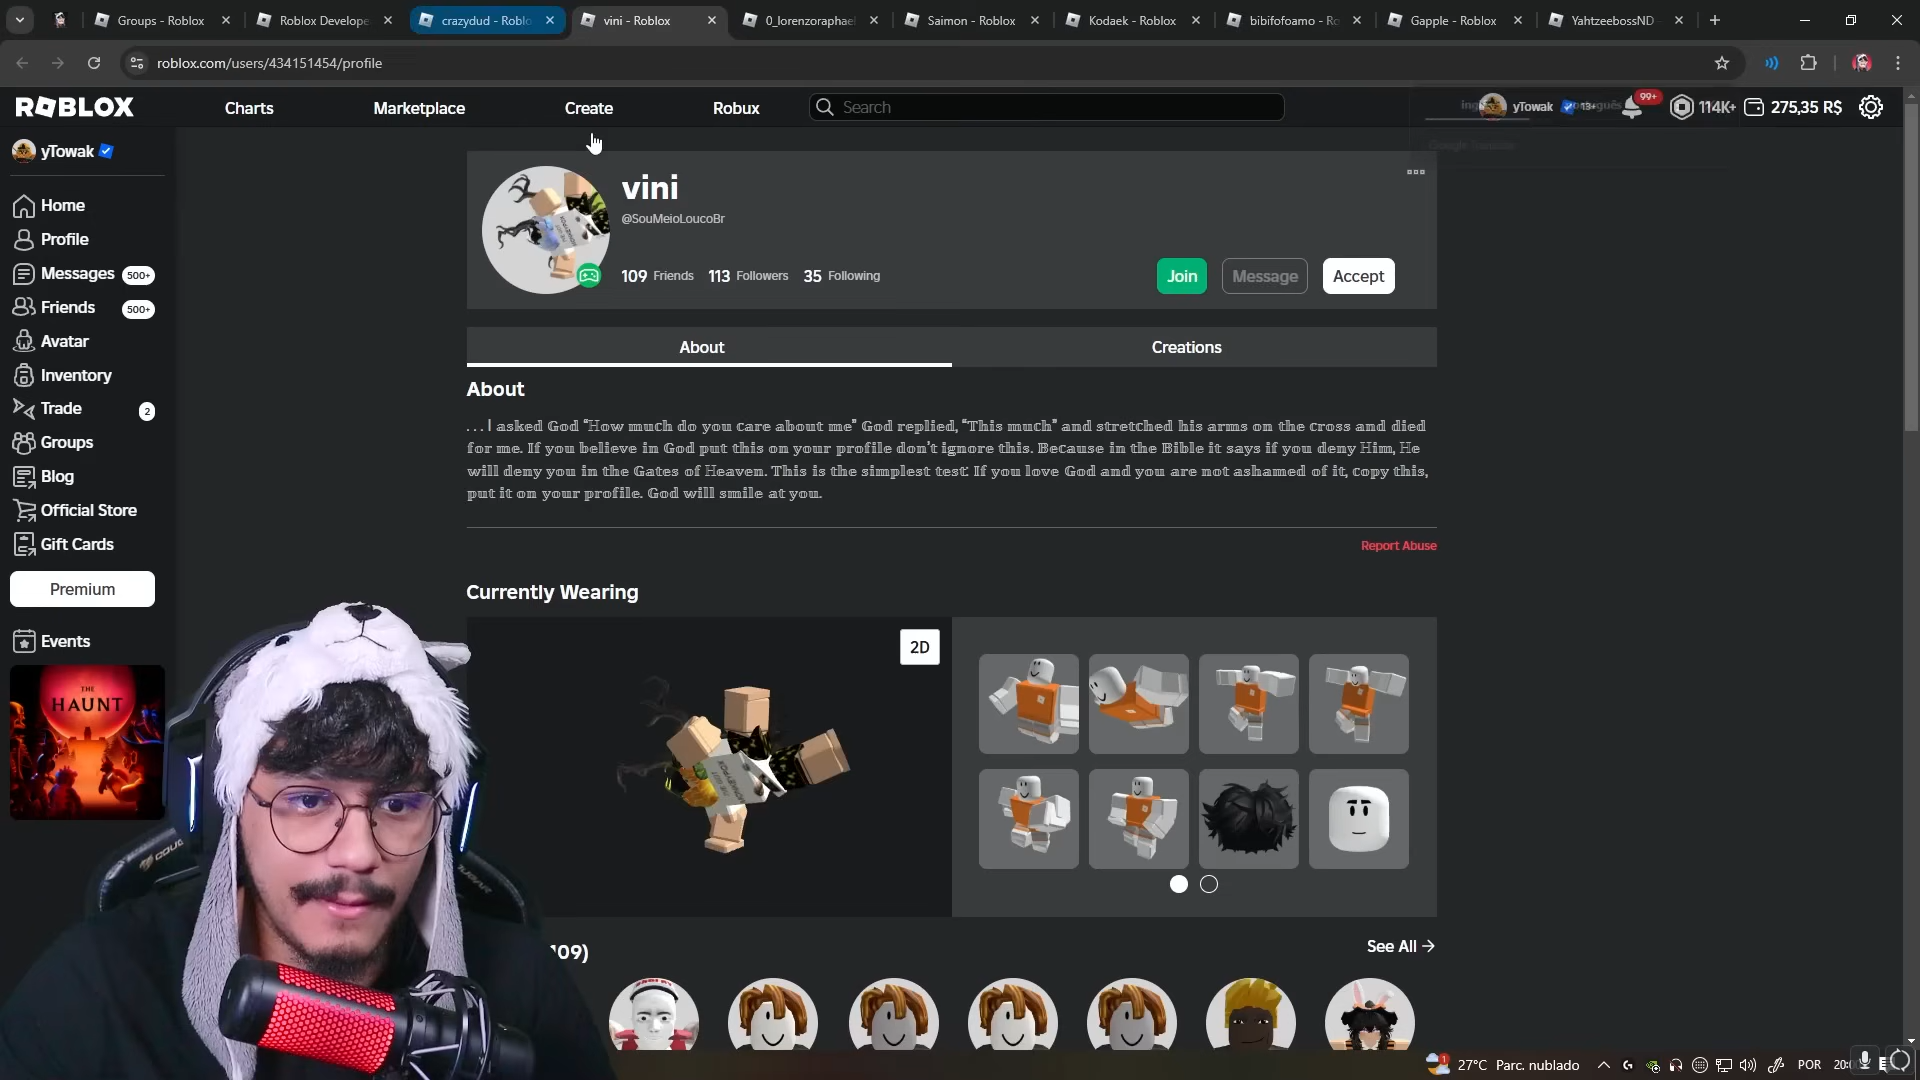 Groups - Roblox
Roblox Develope
crazydud - Roblo
vini - Roblox
0_lorenzoraphael
Saimon - Roblox
Kodaek - Roblox
bibifofoamo - Ro
Gapple - Roblox
YahtzeebossND -
roblox.com/users/434151454/profile
ROBLOX
Charts
Marketplace
Create
Robux
Search
yTowak
13+
99+
114K+
275,35 R$
yTowak
Home
Profile
Messages 500+
Friends 500+
Avatar
Inventory
Trade 2
Groups
Blog
Official Store
Gift Cards
Premium
Events
THE
HAUNT
vini
@SouMeioLoucoBr
109 Friends 113 Followers 35 Following
Join
Message
Accept
About
Creations
About
. . . I asked God “How much do you care about me” God replied, “This much” and stretched his arms on the cross and died
for me. If you believe in God put this on your profile don’t ignore this. Because in the Bible it says if you deny Him, He
will deny you in the Gates of Heaven. This is the simplest test. If you love God and you are not ashamed of it, copy this,
put it on your profile. God will smile at you.
Report Abuse
Currently Wearing
2D
109)
See All
27°C Parc. nublado
POR
20:0